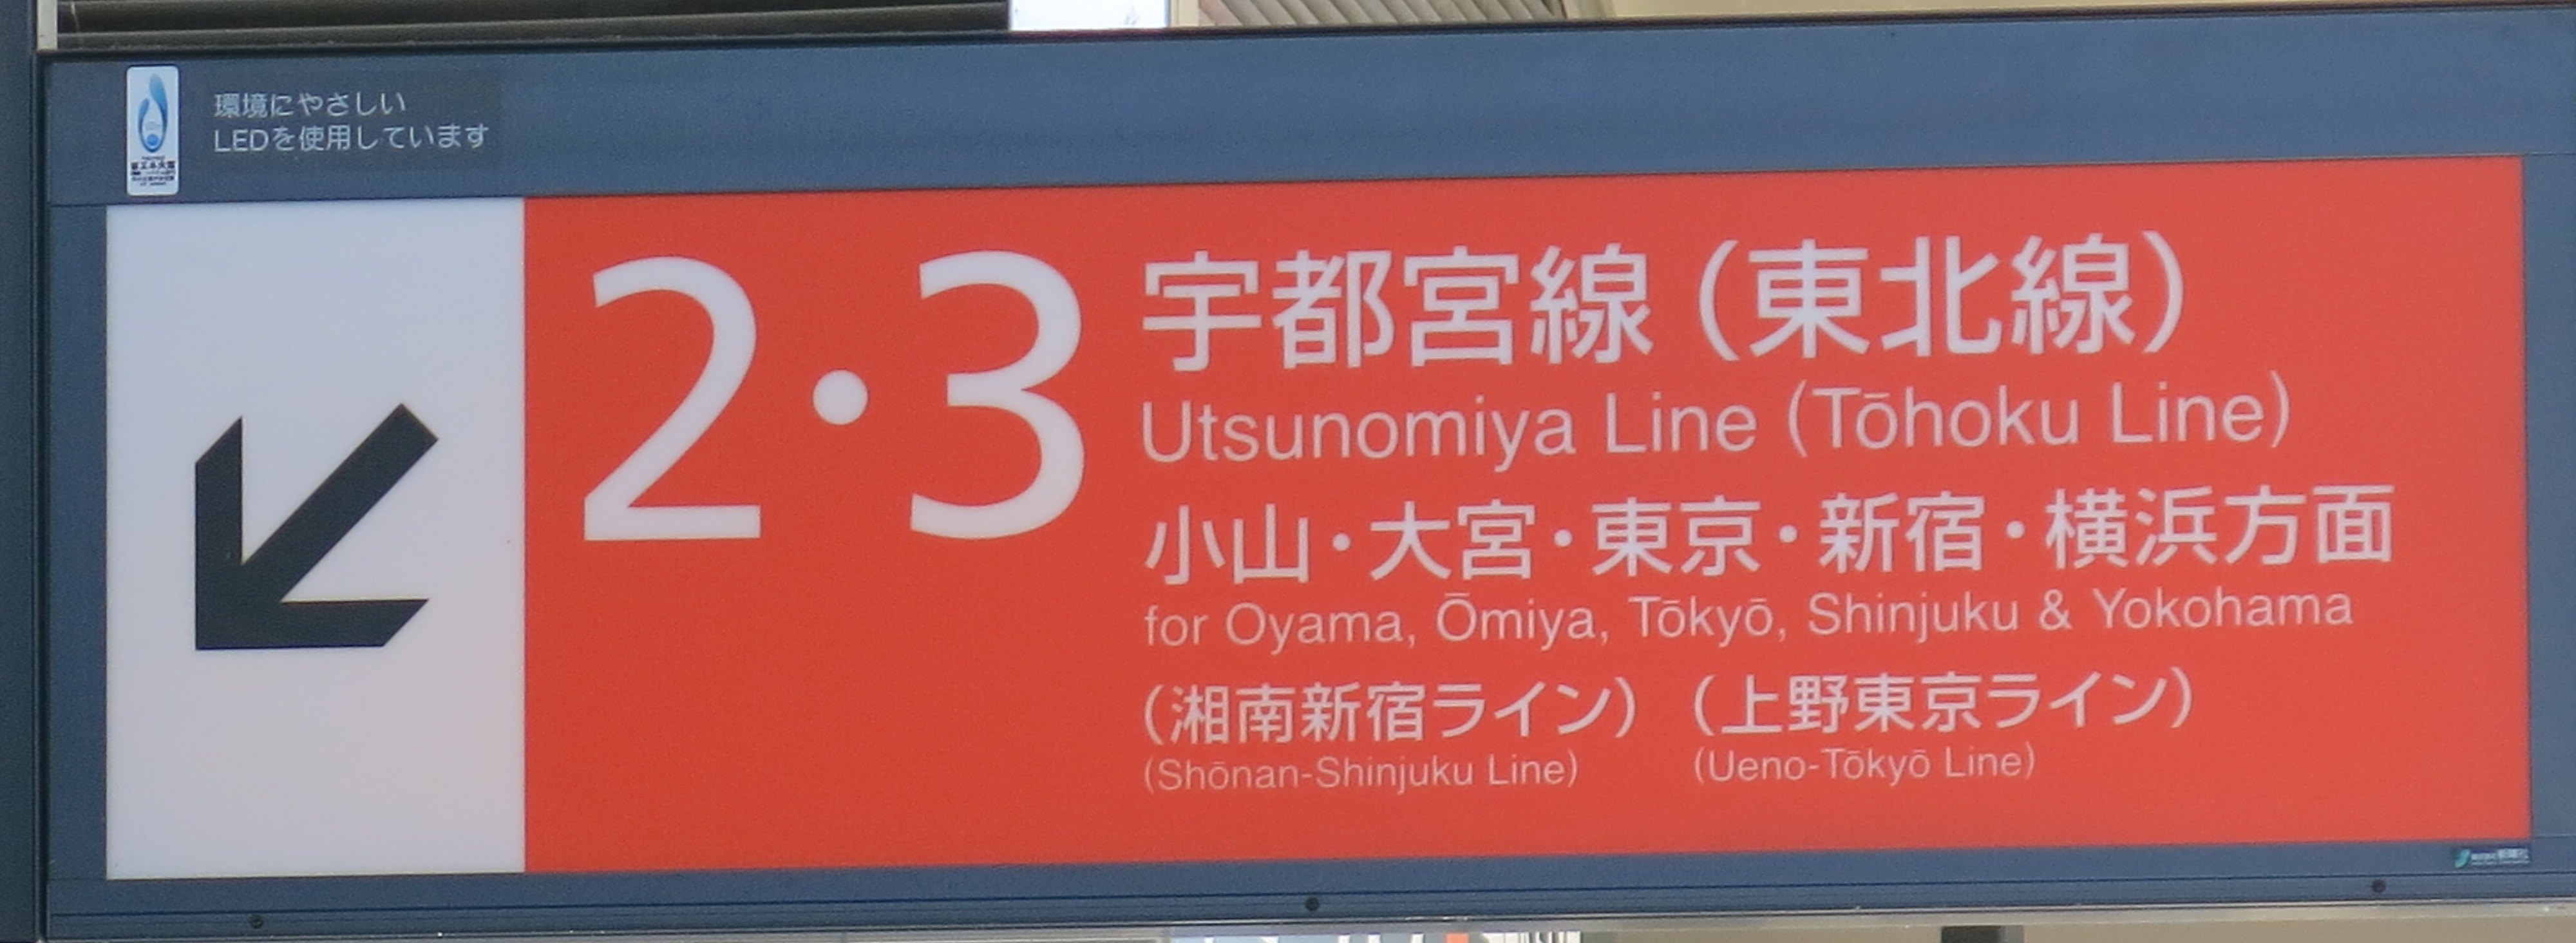 環境にやさしい
LEDを使用しています
2・3
宇都宮線（東北線）
Utsunomiya Line (Tōhoku Line)
小山・大宮・東京・新宿・横浜方面
for Oyama, Ōmiya, Tōkyō, Shinjuku & Yokohama
（湘南新宿ライン）（上野東京ライン）
(Shōnan-Shinjuku Line) (Ueno-Tōkyō Line)